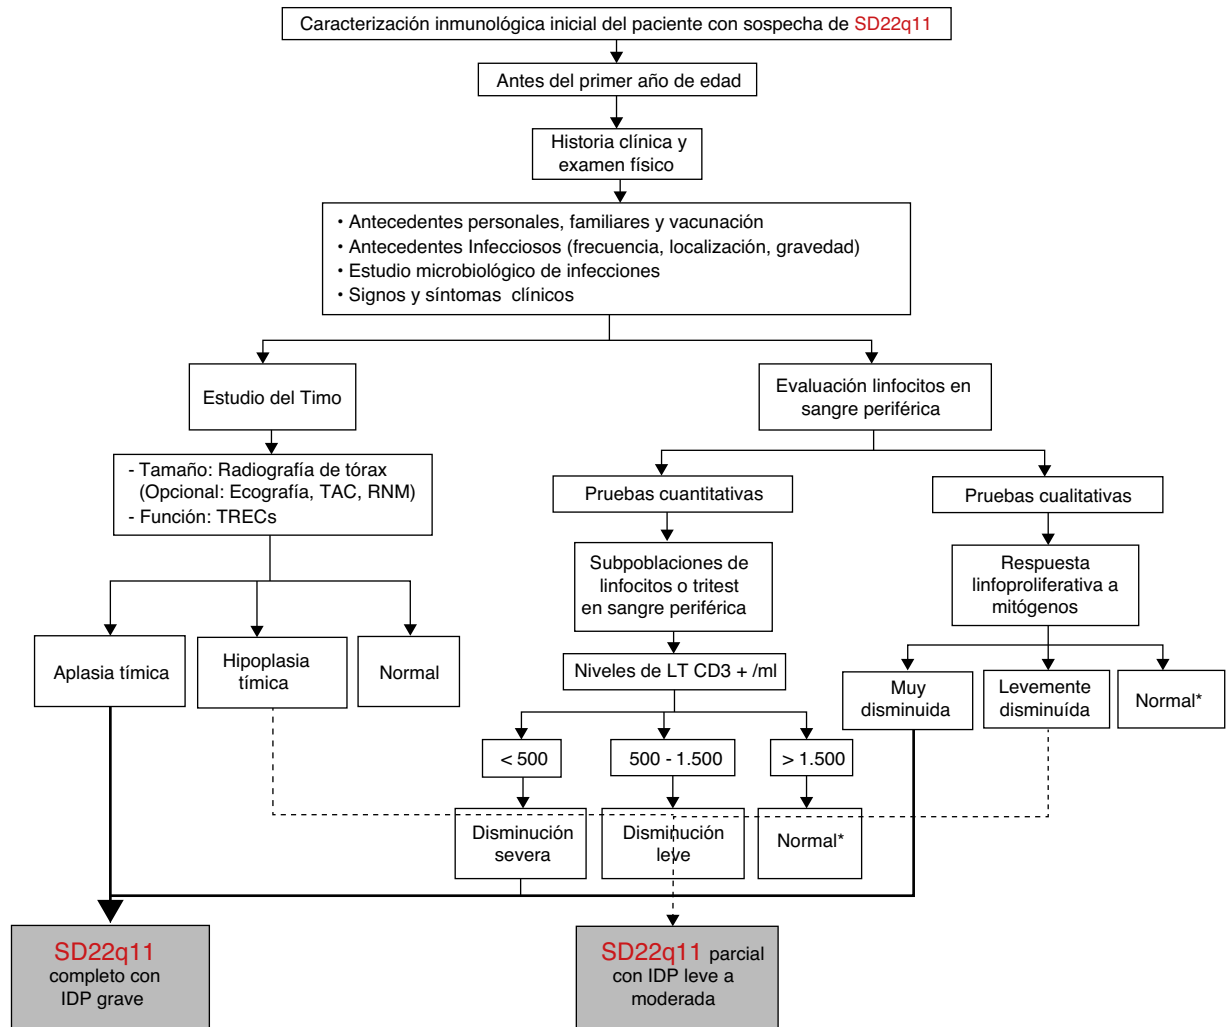 Caracterización inmunológica inicial del paciente con sospecha de SD22q11
Antes del primer año de edad
Historia clínica y
examen físico
· Antecedentes personales, familiares y vacunación
· Antecedentes Infecciosos (frecuencia, localización, gravedad)
· Estudio microbiológico de infecciones
· Signos y síntomas clínicos
Estudio del Timo
Evaluación linfocitos en
sangre periférica
- Tamaño: Radiografía de tórax
(Opcional: Ecografía, TAC, RNM)
- Función: TRECs
Pruebas cuantitativas
Pruebas cualitativas
Subpoblaciones de
linfocitos o tritest
en sangre periférica
Respuesta
linfoproliferativa a
mitógenos
Aplasia tímica
Hipoplasia
tímica
Normal
Niveles de LT CD3 + /ml
Muy
disminuida
Levemente
disminuída
Normal*
< 500
500 - 1.500
> 1.500
Disminución
severa
Disminución
leve
Normal*
SD22q11
completo con
IDP grave
SD22q11 parcial
con IDP leve a
moderada